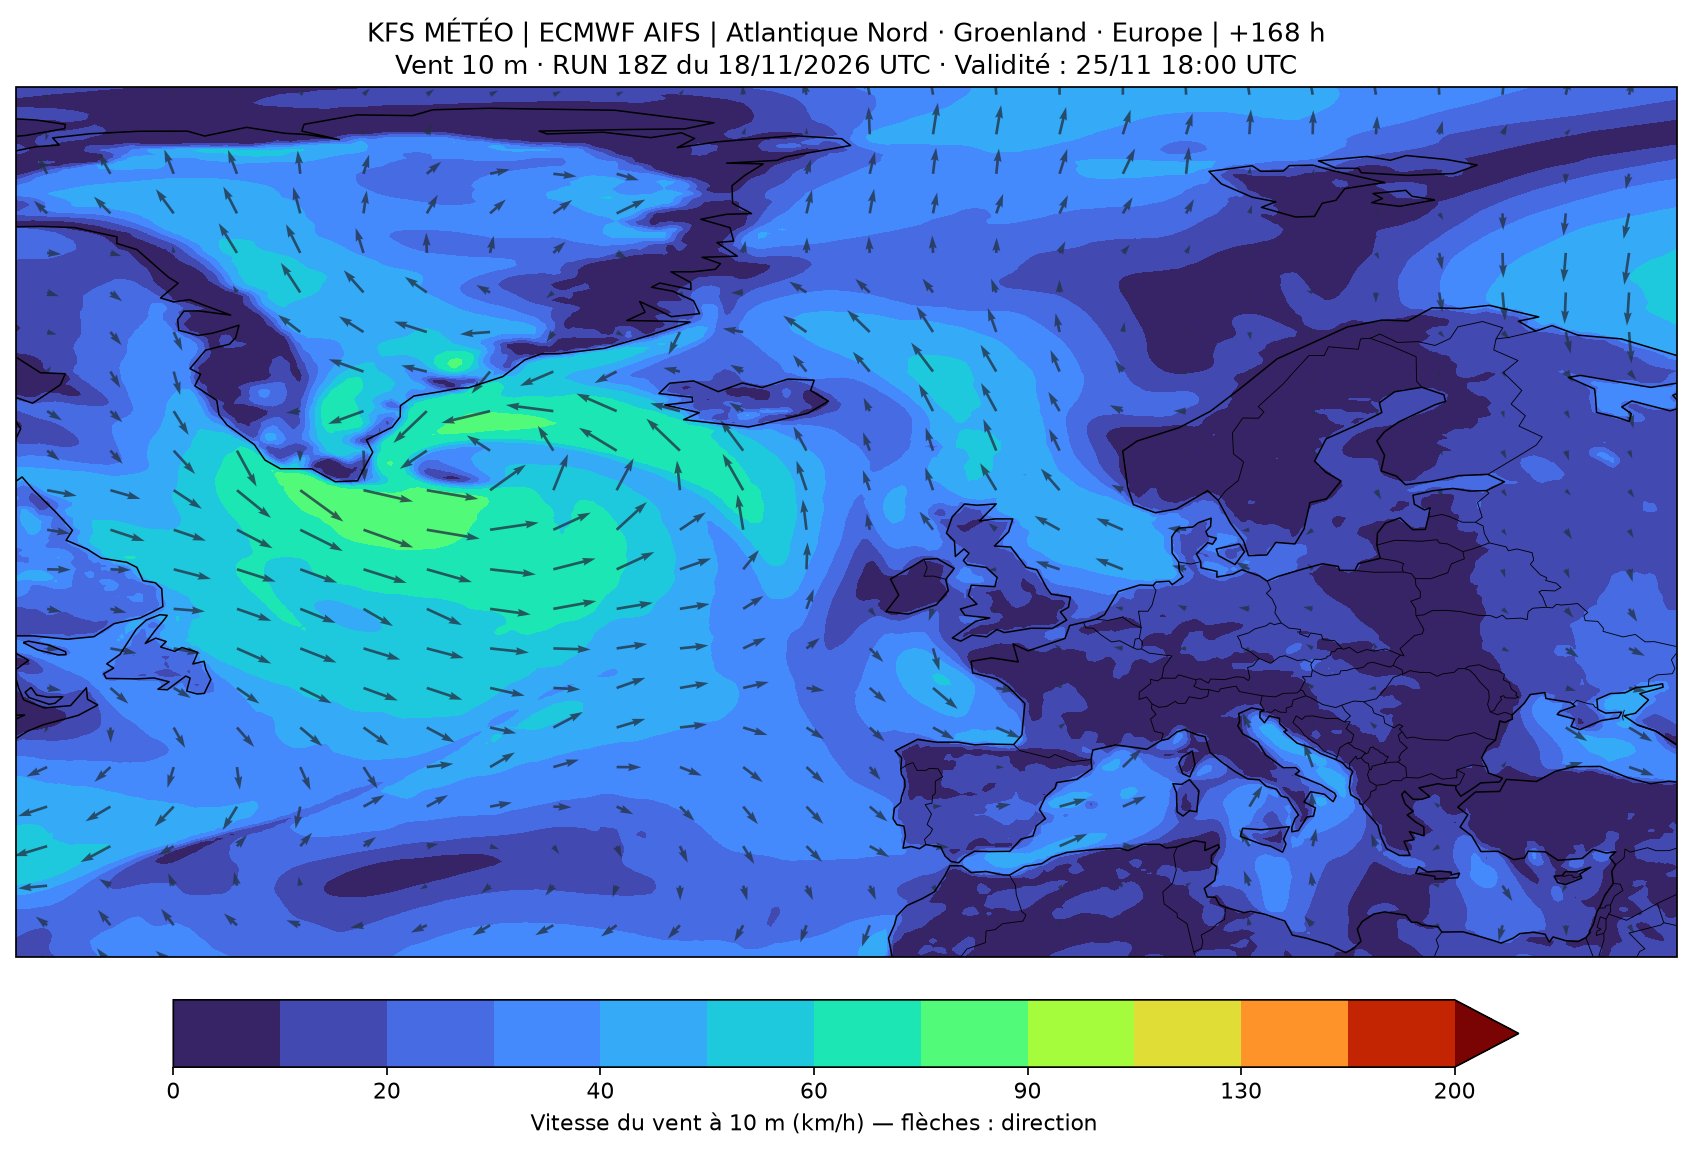 KFS MÉTÉO | ECMWF AIFS | Atlantique Nord · Groenland · Europe | +168 h
Vent 10 m · RUN 18Z du 18/11/2026 UTC · Validité : 25/11 18:00 UTC
0 20 40 60 90 130 200
Vitesse du vent à 10 m (km/h) — flèches : direction